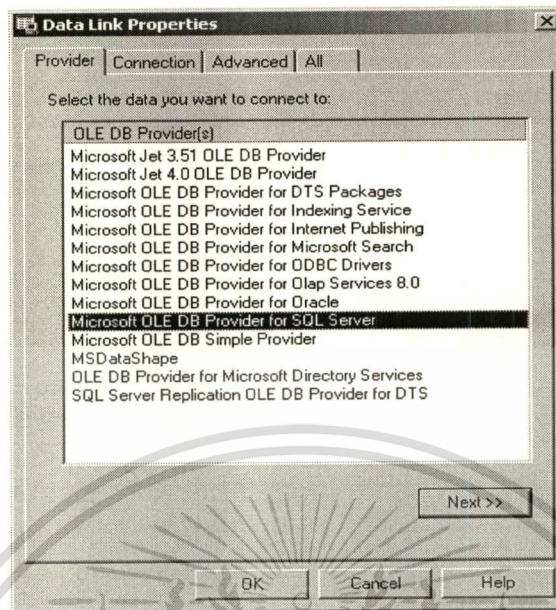 Data Link Properties
Provider
Connection
Advanced
All
Select the data you want to connect to:
OLE DB Provider(s)
Microsoft Jet 3.51 OLE DB Provider
Microsoft Jet 4.0 OLE DB Provider
Microsoft OLE DB Provider for DTS Packages
Microsoft OLE DB Provider for Indexing Service
Microsoft OLE DB Provider for Internet Publishing
Microsoft OLE DB Provider for Microsoft Search
Microsoft OLE DB Provider for ODBC Drivers
Microsoft OLE DB Provider for Olap Services 8.0
Microsoft OLE DB Provider for Oracle
Microsoft OLE DB Provider for SQL Server
Microsoft OLE DB Simple Provider
MSDataShape
OLE DB Provider for Microsoft Directory Services
SQL Server Replication OLE DB Provider for DTS
Next >>
OK
Cancel
Help